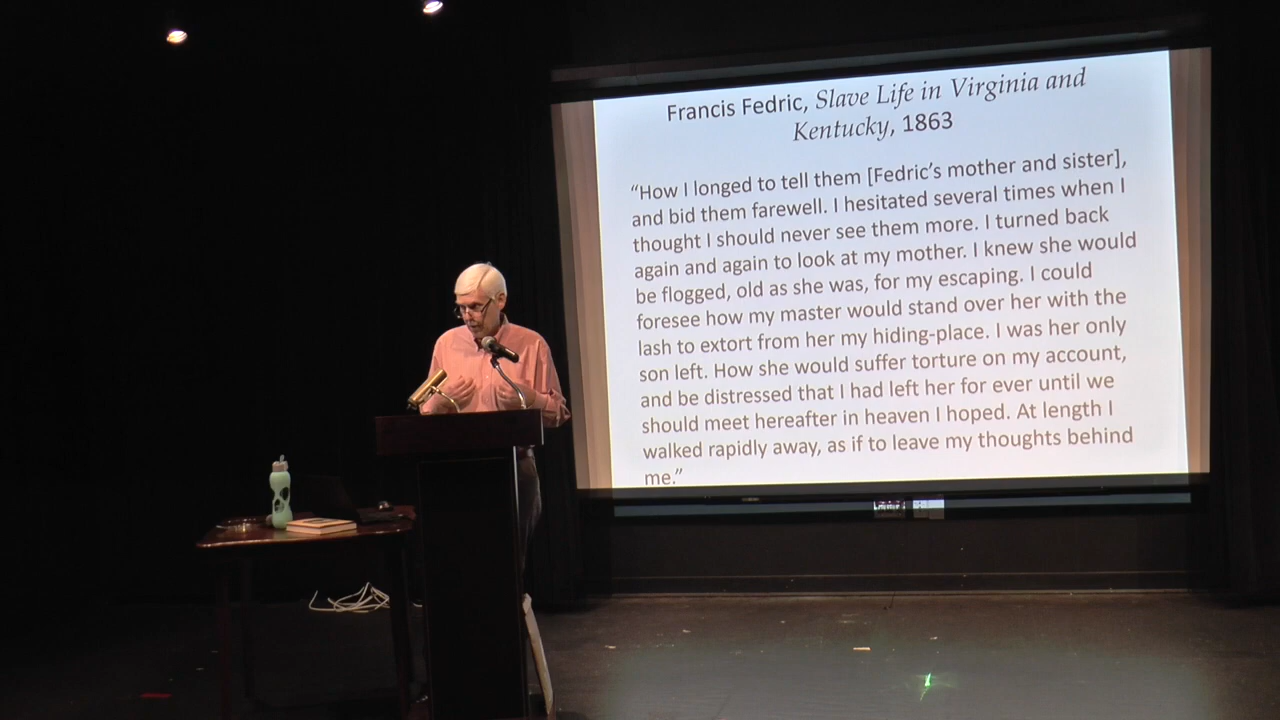 Francis Fedric, Slave Life in Virginia and
Kentucky, 1863
“How I longed to tell them [Fedric’s mother and sister],
and bid them farewell. I hesitated several times when I
thought I should never see them more. I turned back
again and again to look at my mother. I knew she would
be flogged, old as she was, for my escaping. I could
foresee how my master would stand over her with the
lash to extort from her my hiding-place. I was her only
son left. How she would suffer torture on my account,
and be distressed that I had left her for ever until we
should meet hereafter in heaven I hoped. At length I
walked rapidly away, as if to leave my thoughts behind
me.”